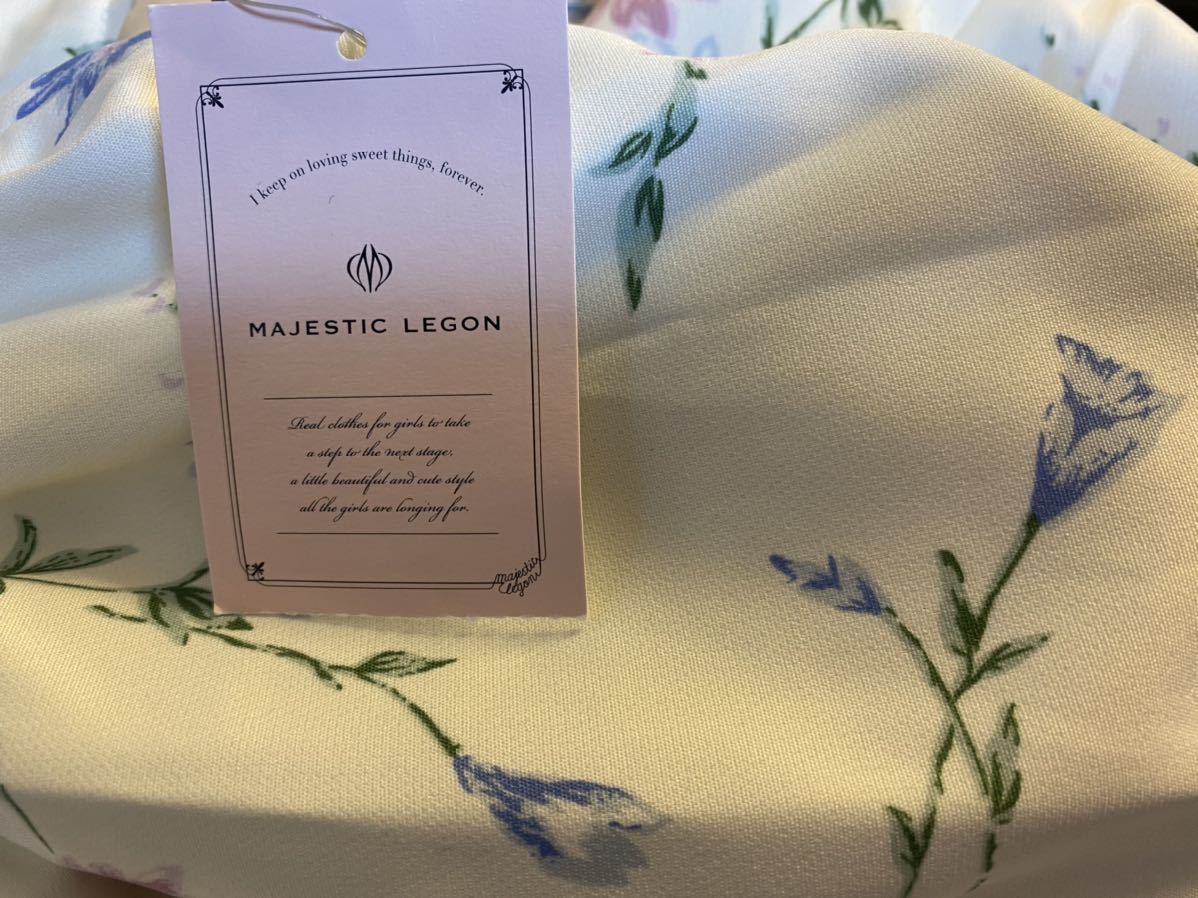 I keep on loving sweet things, forever.
MAJESTIC LEGON
Real clothes for girls to take
a step to the next stage,
a little beautiful and cute style
all the girls are longing for.
majestic
legon